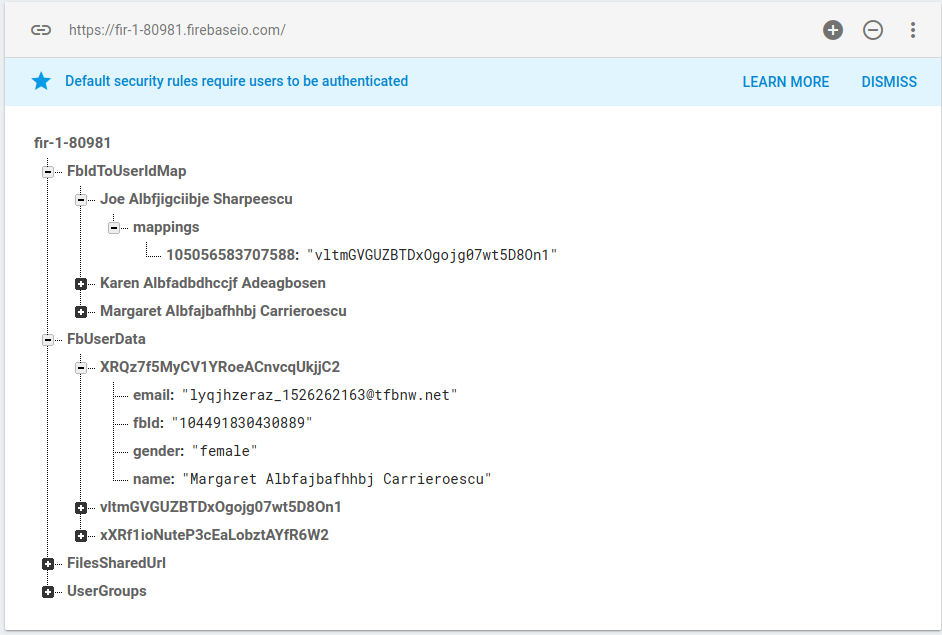 https://fir-1-80981.firebaseio.com/
Default security rules require users to be authenticated LEARN MORE DISMISS
fir-1-80981
FbIdToUserIdMap
Joe Albfjigciibje Sharpeescu
mappings
105056583707588: "vltmGVGUZBTDxOgojg07wt5D8On1"
Karen Albfadbdhccjf Adeagbosen
Margaret Albfajbafhhbj Carrieroescu
FbUserData
XRQz7f5MyCV1YRoeACnvcqUkjjC2
email: "lyqjhzeraz_1526262163@tfbnw.net"
fbId: "104491830430889"
gender: "female"
name: "Margaret Albfajbafhhbj Carrieroescu"
vltmGVGUZBTDxOgojg07wt5D8On1
xXRf1ioNuteP3cEaLobztAYfR6W2
FilesSharedUrl
UserGroups